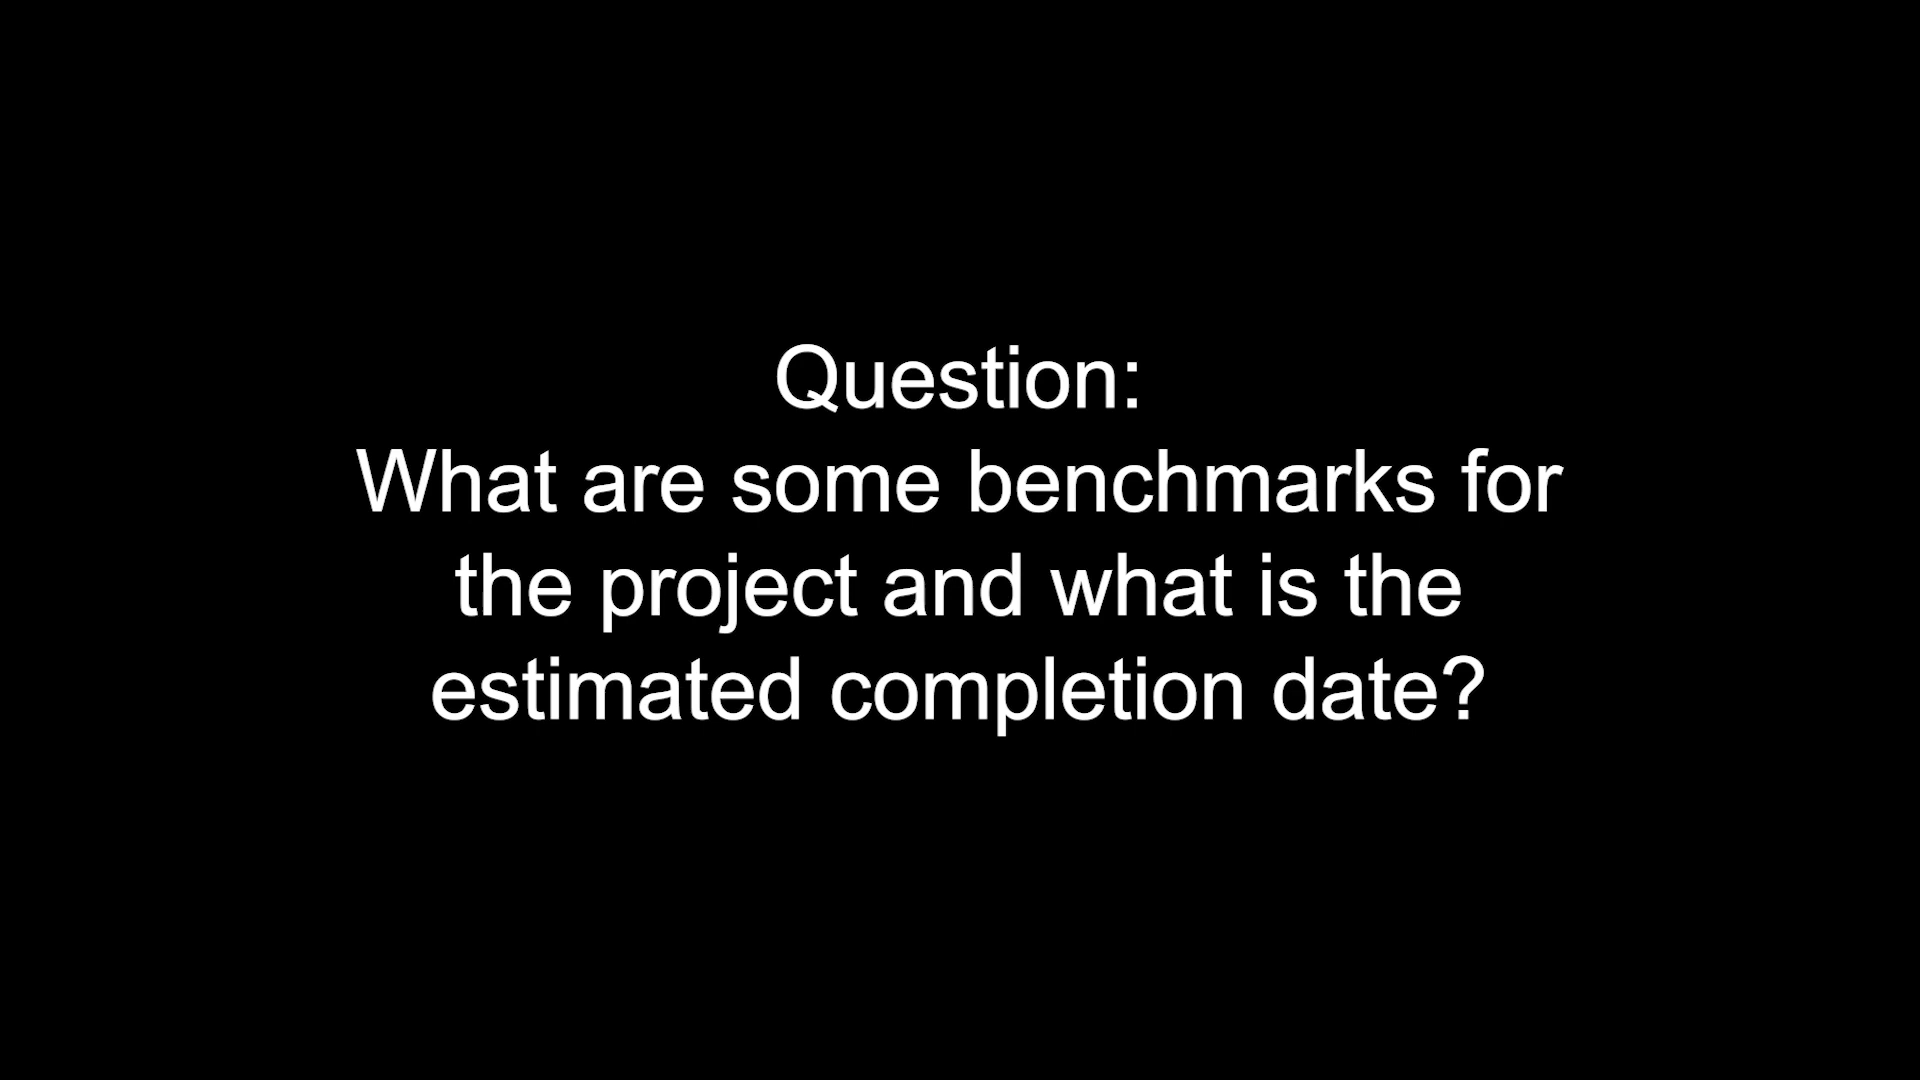 Question:
What are some benchmarks for
the project and what is the
estimated completion date?